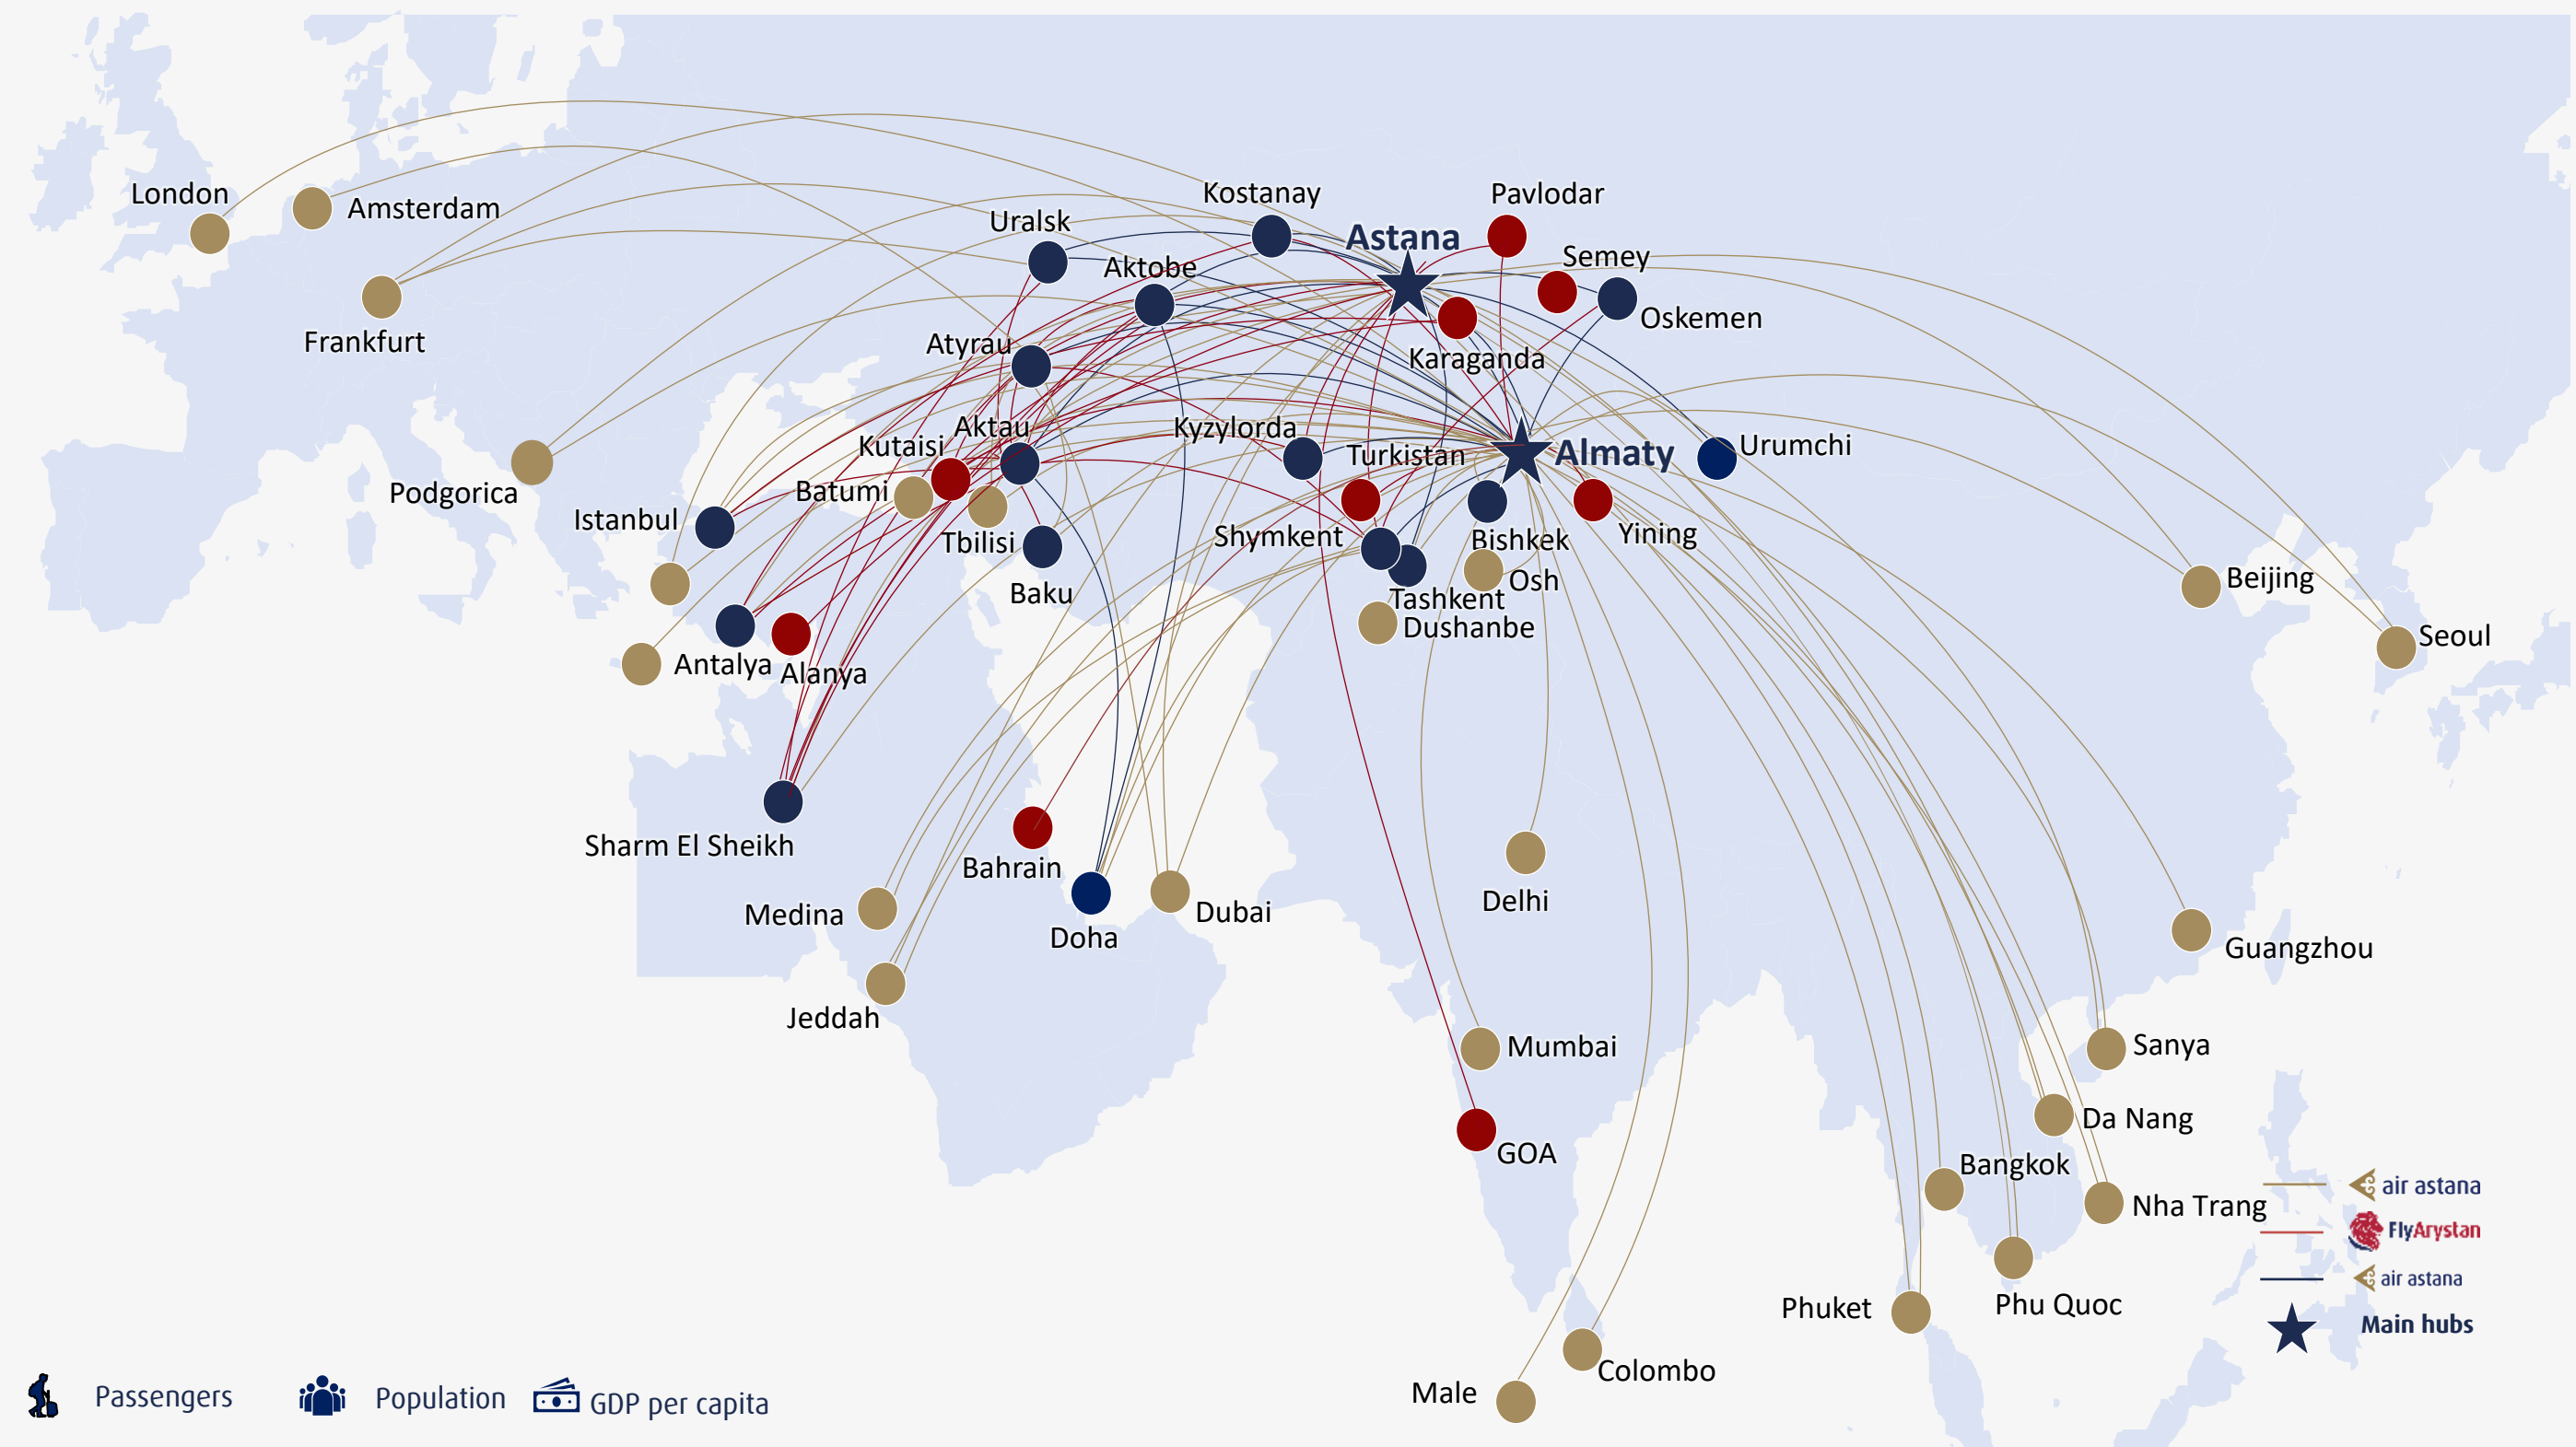 Kostanay
Pavlodar
London
Amsterdam
Uralsk
Astana
Semey
Aktobe
Oskemen
Frankfurt
Atyrau
Karaganda
Aktau
Kyzylorda
Kutaisi
Turkistan
Almaty
Urumchi
Podgorica
Batumi
Istanbul
Tbilisi
Shymkent
Bishkek
Yining
Baku
Osh
Beijing
Tashkent
Dushanbe
Seoul
Antalya
Alanya
Sharm El Sheikh
Bahrain
Medina
Dubai
Delhi
Doha
Guangzhou
Jeddah
Mumbai
Sanya
Da Nang
GOA
Bangkok
Nha Trang
air astana
FlyArystan
air astana
Phuket
Phu Quoc
Main hubs
Colombo
Male
Passengers
Population
GDP per capita